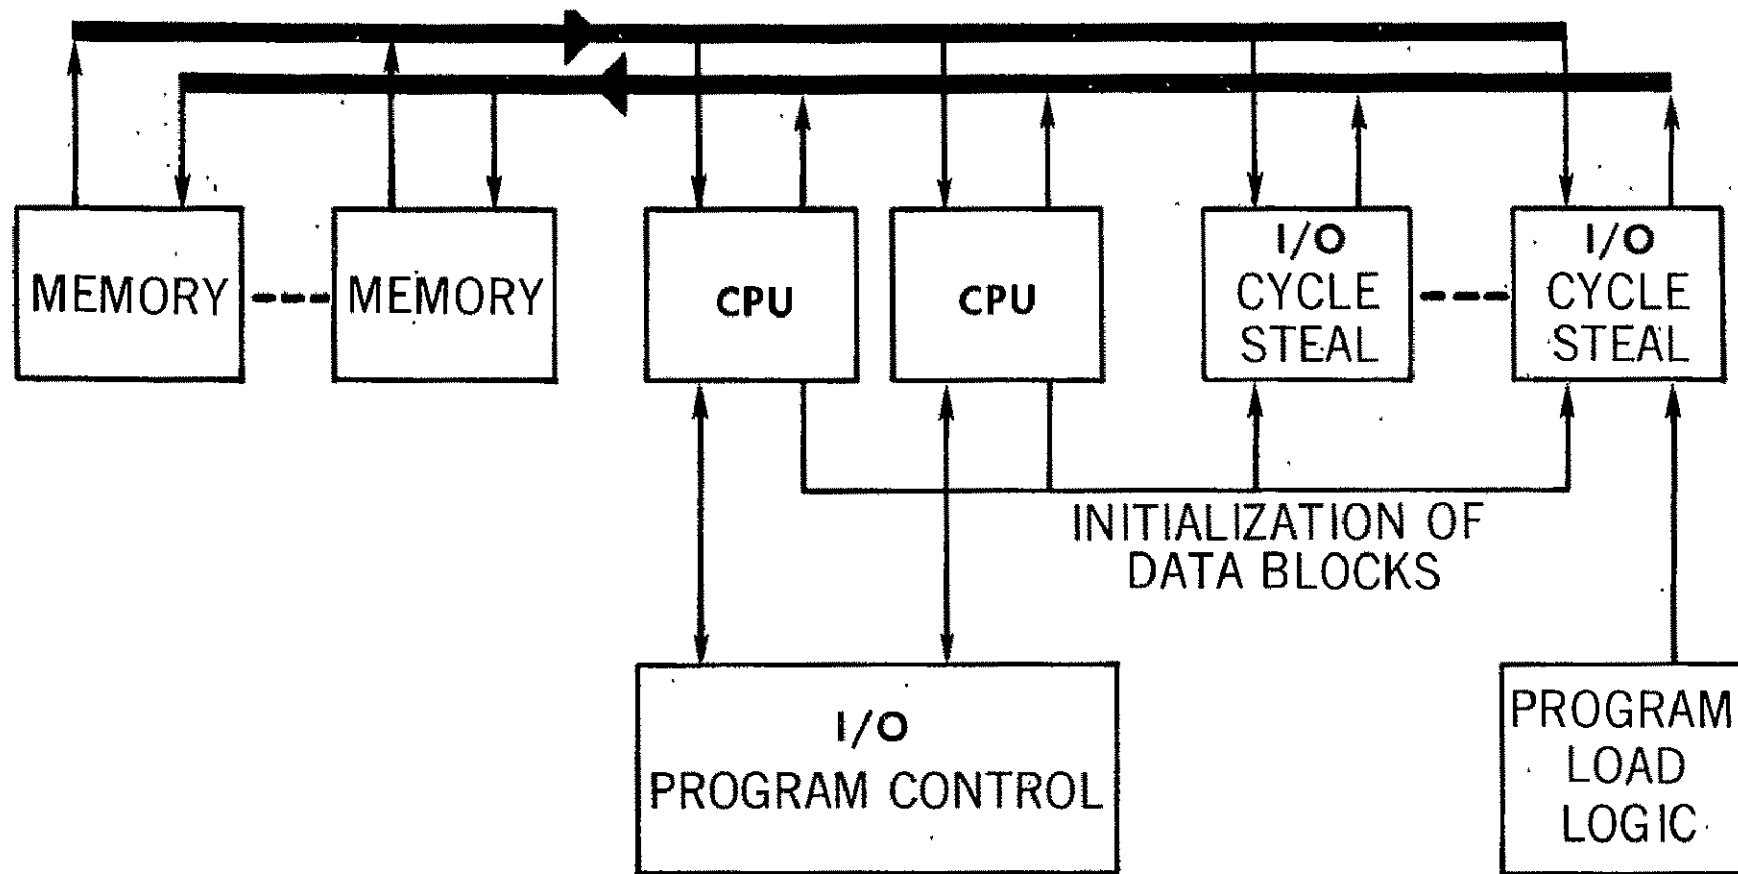 MEMORY
MEMORY
CPU
CPU
I/O
CYCLE
STEAL
I/O
CYCLE
STEAL
INITIALIZATION OF
DATA BLOCKS
I/O
PROGRAM CONTROL
PROGRAM
LOAD
LOGIC